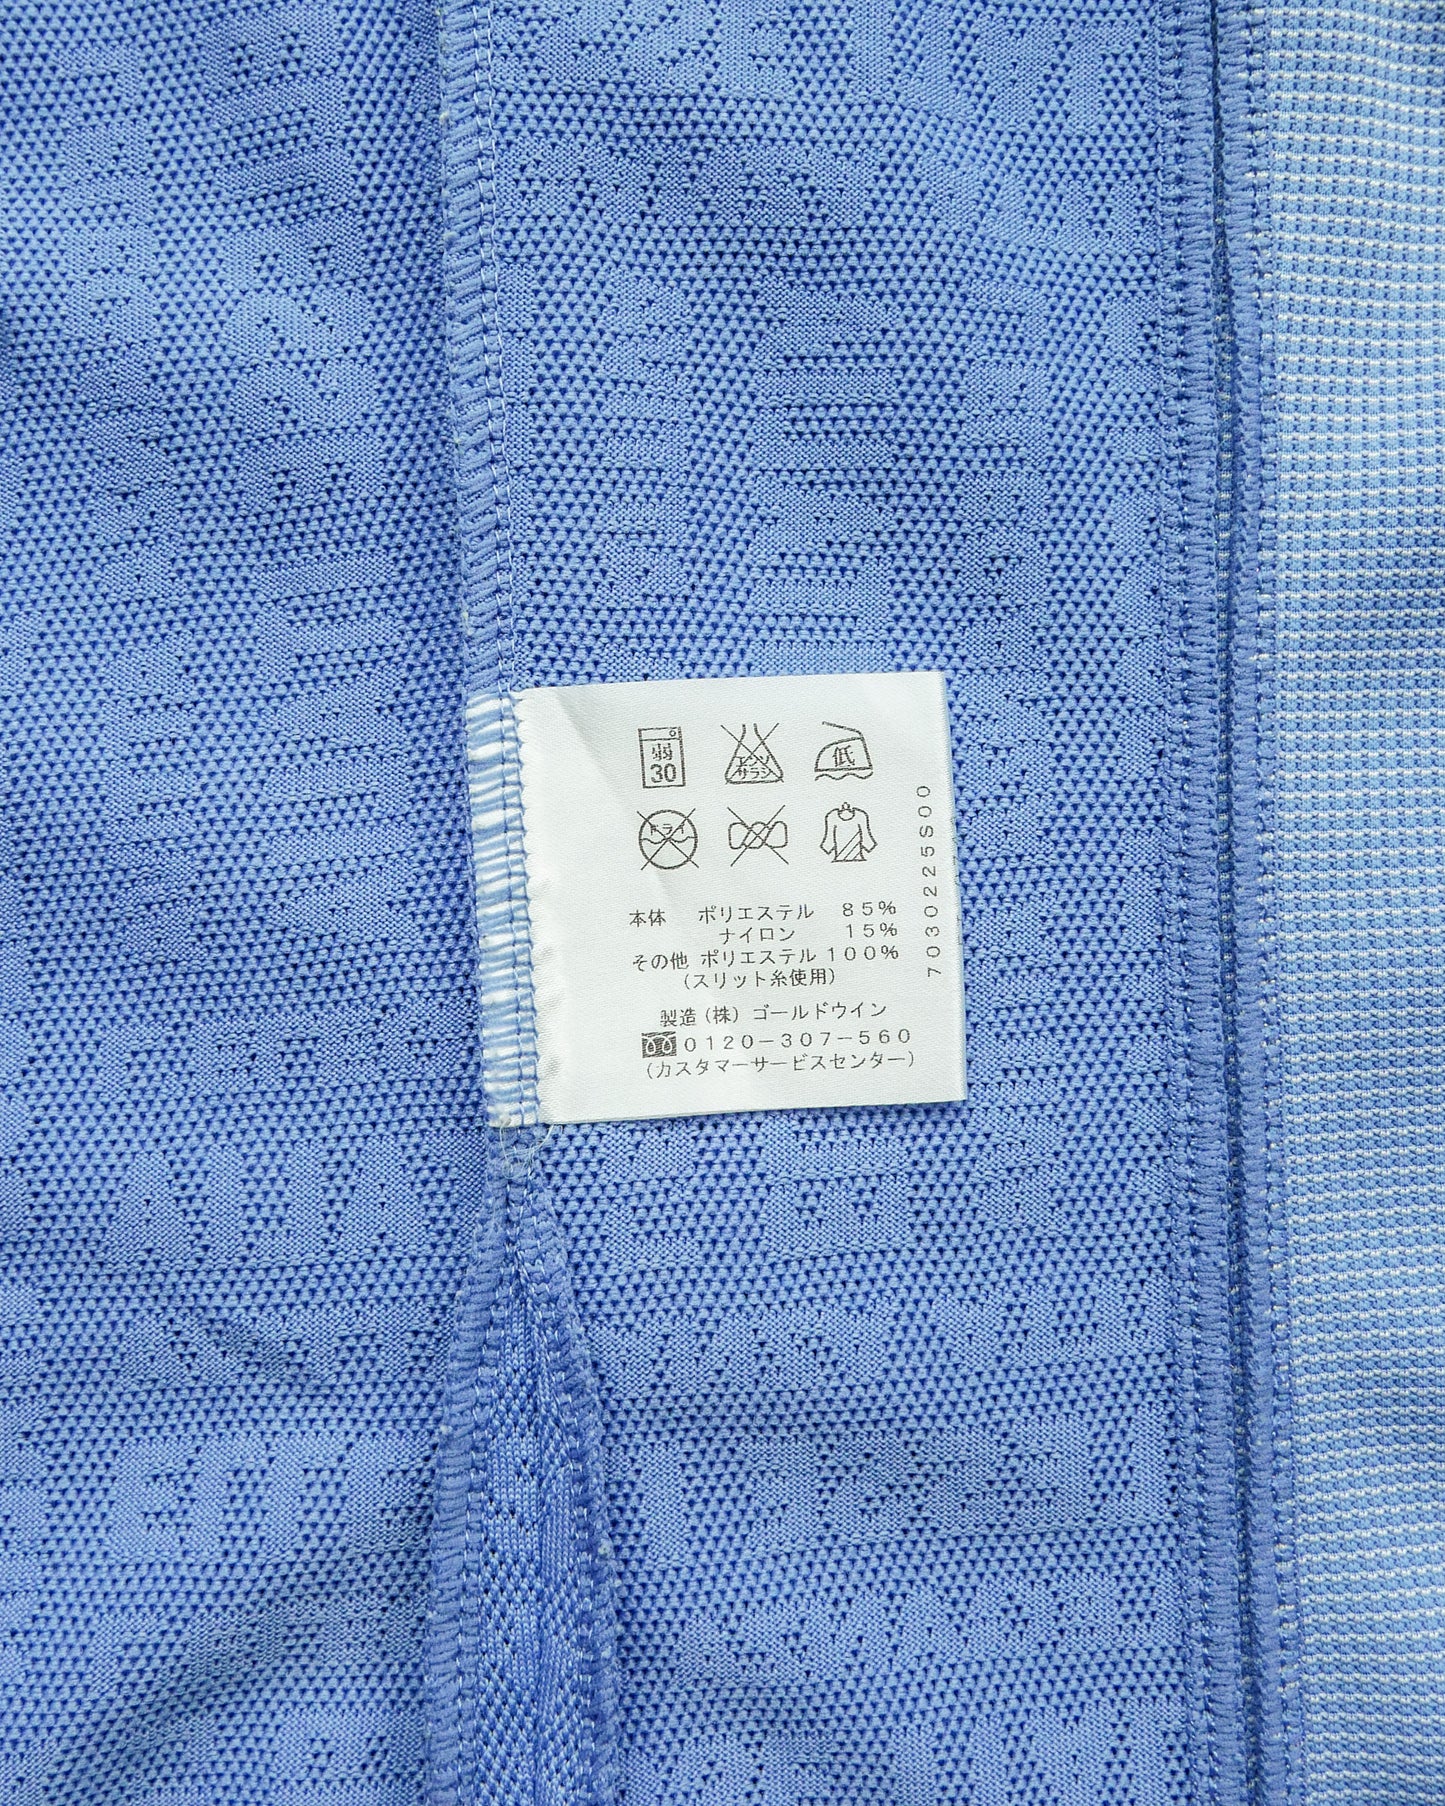 弱
30
エンソ
サラシ
低
ドライ
本体 ポリエステル 85%
ナイロン 15%
その他 ポリエステル 100%
(スリット糸使用)
製造(株)ゴールドウイン
0120-307-560
(カスタマーサービスセンター)
7030225S00